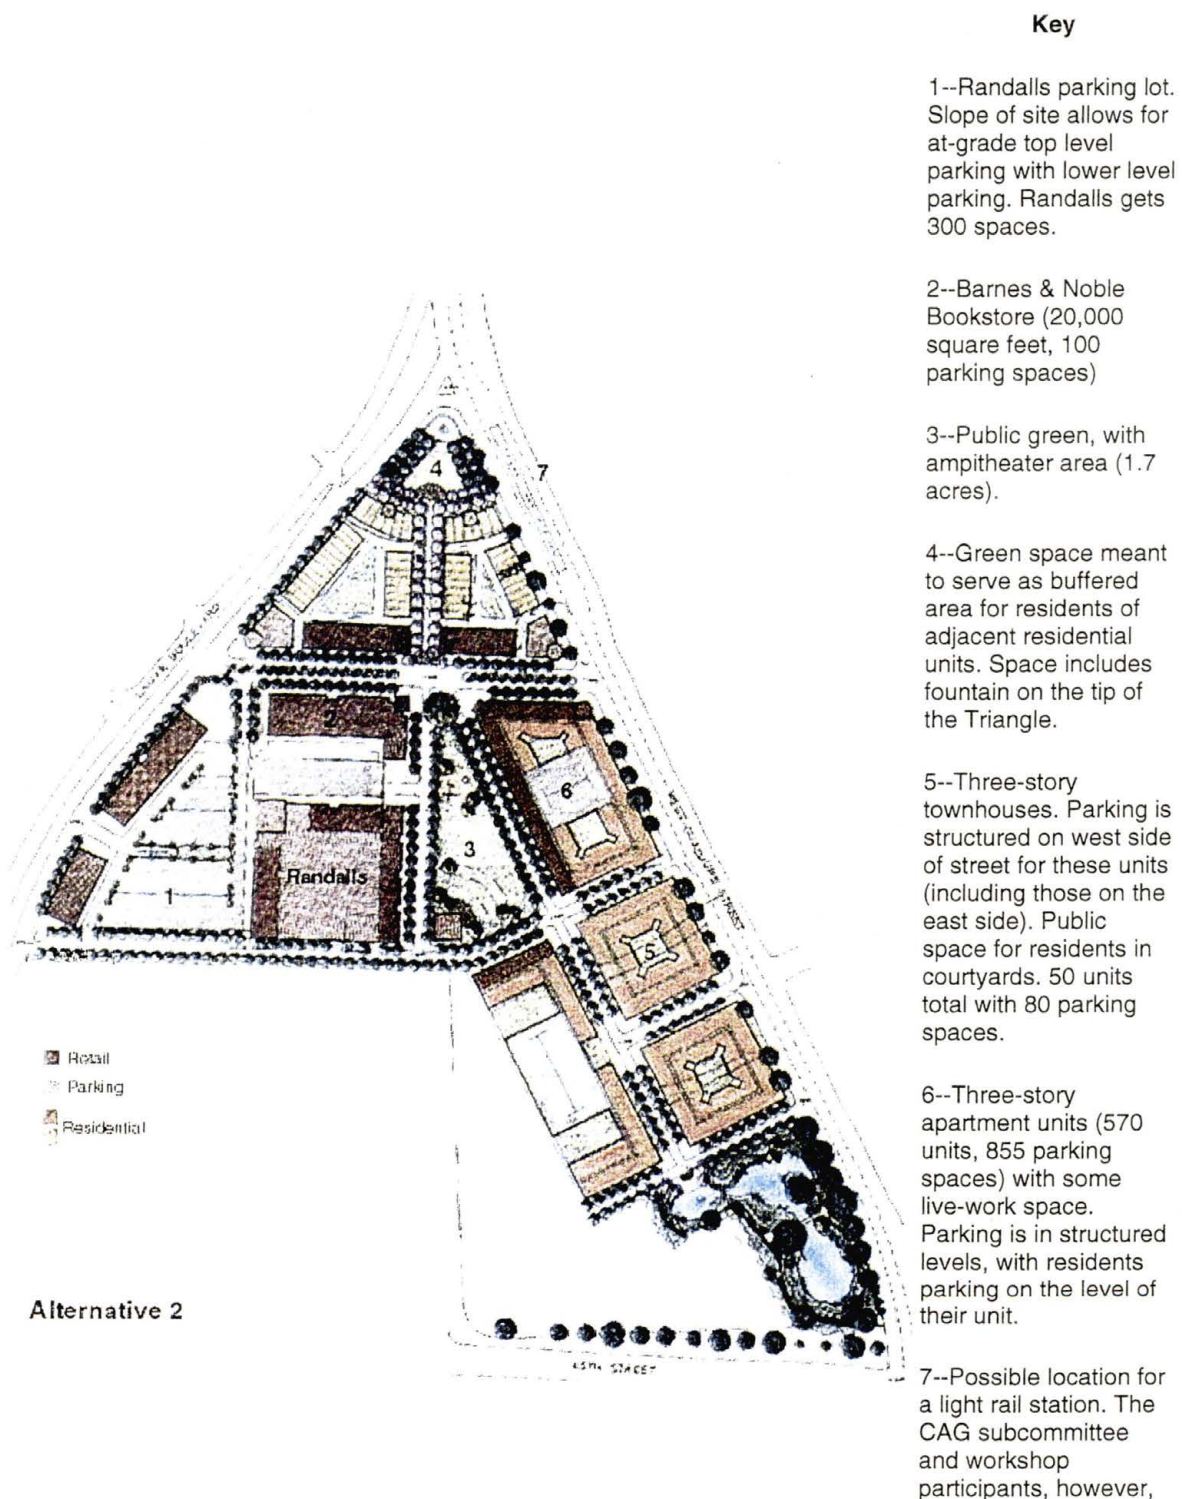 Key
1--Randalls parking lot.
Slope of site allows for
at-grade top level
parking with lower level
parking. Randalls gets
300 spaces.
2--Barnes & Noble
Bookstore (20,000
square feet, 100
parking spaces)
3--Public green, with
ampitheater area (1.7
acres).
4--Green space meant
to serve as buffered
area for residents of
adjacent residential
units. Space includes
fountain on the tip of
the Triangle.
5--Three-story
townhouses. Parking is
structured on west side
of street for these units
(including those on the
east side). Public
space for residents in
courtyards. 50 units
total with 80 parking
spaces.
6--Three-story
apartment units (570
units, 855 parking
spaces) with some
live-work space.
Parking is in structured
levels, with residents
parking on the level of
their unit.
7--Possible location for
a light rail station. The
CAG subcommittee
and workshop
participants, however,
4
7
2
6
3
Randalls
1
5
Retail
Parking
Residential
Alternative 2
45TH STREET